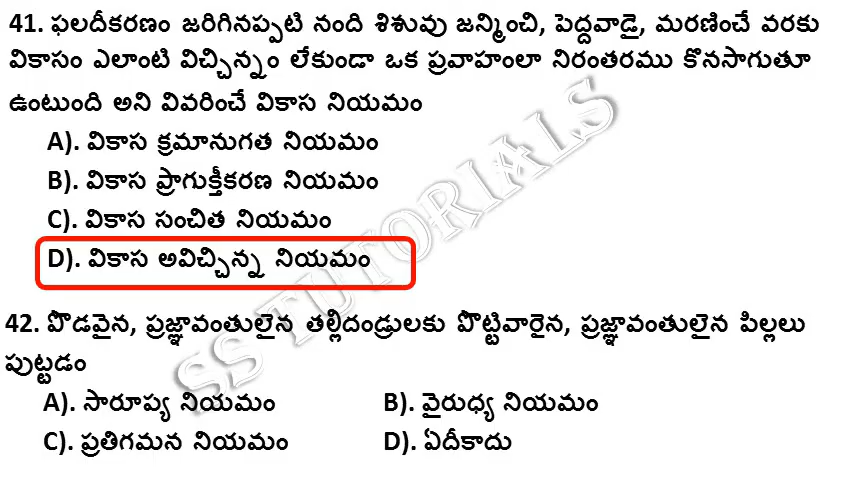 41. ఫలదీకరణం జరిగినప్పటి నంది శిశువు జన్మించి, పెద్దవాడై, మరణించే వరకు
వికాసం ఎలాంటి విచ్చిన్నం లేకుండా ఒక ప్రవాహంలా నిరంతరము కొనసాగుతూ
ఉంటుంది అని వివరించే వికాస నియమం
A). వికాస క్రమానుగత నియమం
B). వికాస ప్రాగుక్తీకరణ నియమం
C). వికాస సంచిత నియమం
D). వికాస అవిచ్చిన్న నియమం
42. పొడవైన, ప్రజ్ఞావంతులైన తల్లిదండ్రులకు పొట్టివారైన, ప్రజ్ఞావంతులైన పిల్లలు
పుట్టడం
A). సారూప్య నియమం B). వైరుధ్య నియమం
C). ప్రతిగమన నియమం D). ఏదీకాదు
SS TUTORIALS